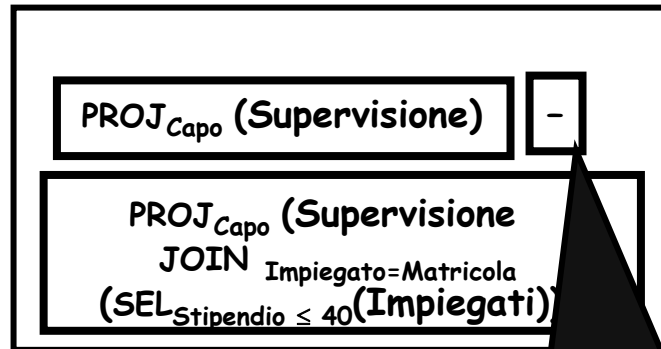 PROJCapo (Supervisione) -
PROJCapo (Supervisione
JOIN Impiegato=Matricola
(SELStipendio ≤ 40(Impiegati))